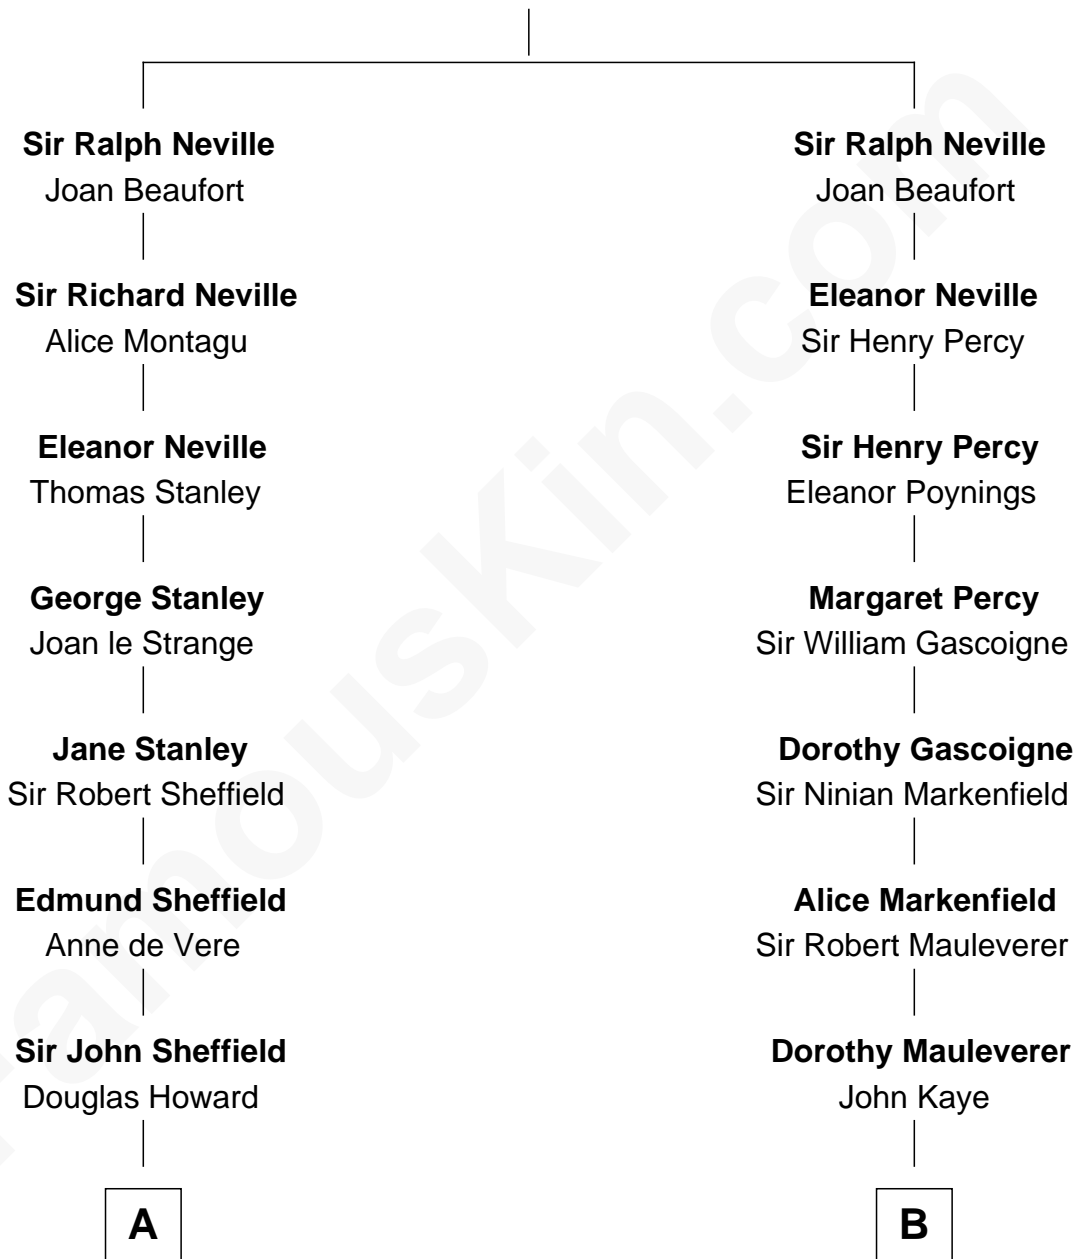 Sir Ralph Neville
Joan Beaufort
Sir Richard Neville
Alice Montagu
Eleanor Neville
Thomas Stanley
George Stanley
Joan le Strange
Jane Stanley
Sir Robert Sheffield
Edmund Sheffield
Anne de Vere
Sir John Sheffield
Douglas Howard
A
Sir Ralph Neville
Joan Beaufort
Eleanor Neville
Sir Henry Percy
Sir Henry Percy
Eleanor Poynings
Margaret Percy
Sir William Gascoigne
Dorothy Gascoigne
Sir Ninian Markenfield
Alice Markenfield
Sir Robert Mauleverer
Dorothy Mauleverer
John Kaye
B
FamousKin.com